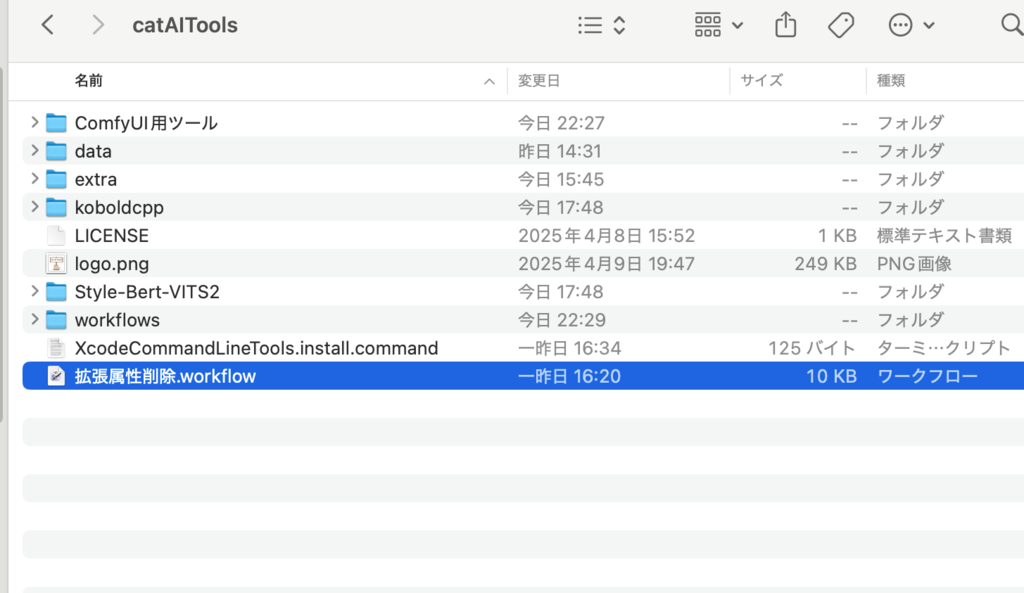 catAITools
名前 変更日 サイズ 種類
ComfyUI用ツール 今日 22:27 -- フォルダ
data 昨日 14:31 -- フォルダ
extra 今日 15:45 -- フォルダ
koboldcpp 今日 17:48 -- フォルダ
LICENSE 2025年4月8日 15:52 1 KB 標準テキスト書類
logo.png 2025年4月9日 19:47 249 KB PNG画像
Style-Bert-VITS2 今日 17:48 -- フォルダ
workflows 今日 22:29 -- フォルダ
XcodeCommandLineTools.install.command 一昨日 16:34 125 バイト ターミ…クリプト
拡張属性削除.workflow 一昨日 16:20 10 KB ワークフロー